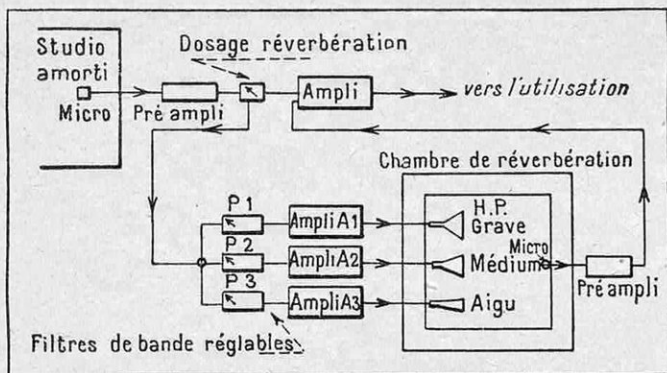 Studio
amorti
Micro
Dosage réverbération
Pré ampli
Ampli
vers l'utilisation
Chambre de réverbération
P 1
Ampli A1
H.P.
Grave
P 2
Ampli A2
Médium
Micro
Pré ampli
P 3
Ampli A3
Aigu
Filtres de bande réglables